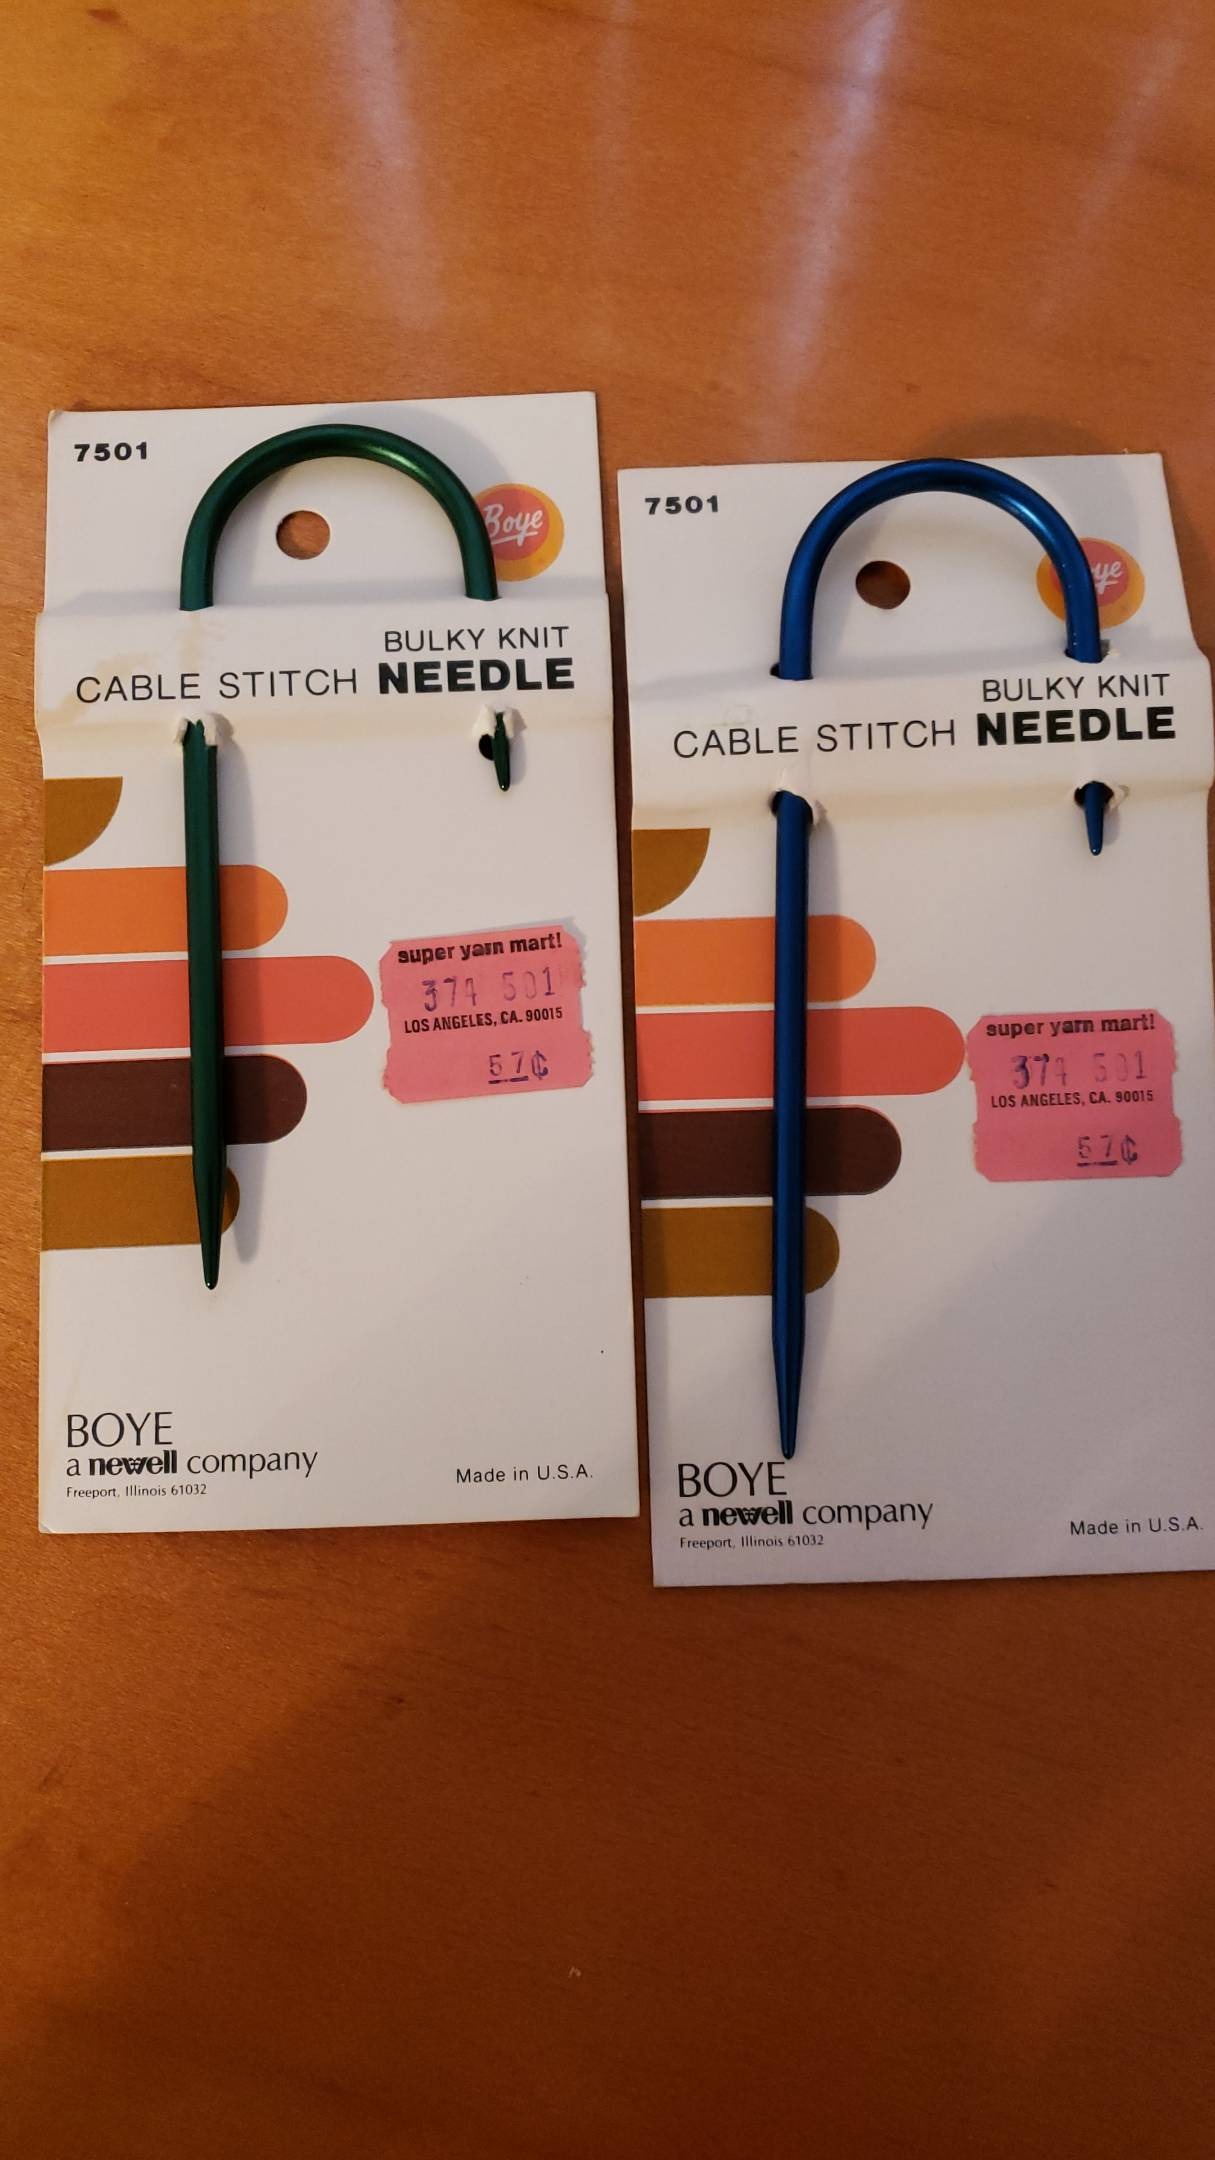 7501
Boye
BULKY KNIT
CABLE STITCH NEEDLE
super yarn mart!
374 501
LOS ANGELES, CA. 90015
57¢
BOYE
a newell company
Freeport, Illinois 61032
Made in U.S.A.
7501
ye
BULKY KNIT
CABLE STITCH NEEDLE
super yarn mart!
374 501
LOS ANGELES, CA. 90015
57¢
BOYE
a newell company
Freeport, Illinois 61032
Made in U.S.A.